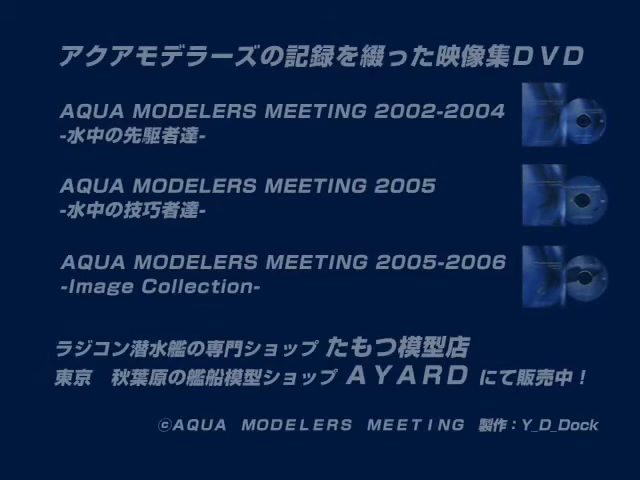 アクアモデラーズの記録を綴った映像集DVD
AQUA MODELERS MEETING 2002-2004
-水中の先駆者達-
AQUA MODELERS MEETING 2005
-水中の技巧者達-
AQUA MODELERS MEETING 2005-2006
-Image Collection-
ラジコン潜水艦の専門ショップ たもつ模型店
東京　秋葉原の艦船模型ショップ AYARD にて販売中！
©AQUA MODELERS MEETING 製作：Y_D_Dock